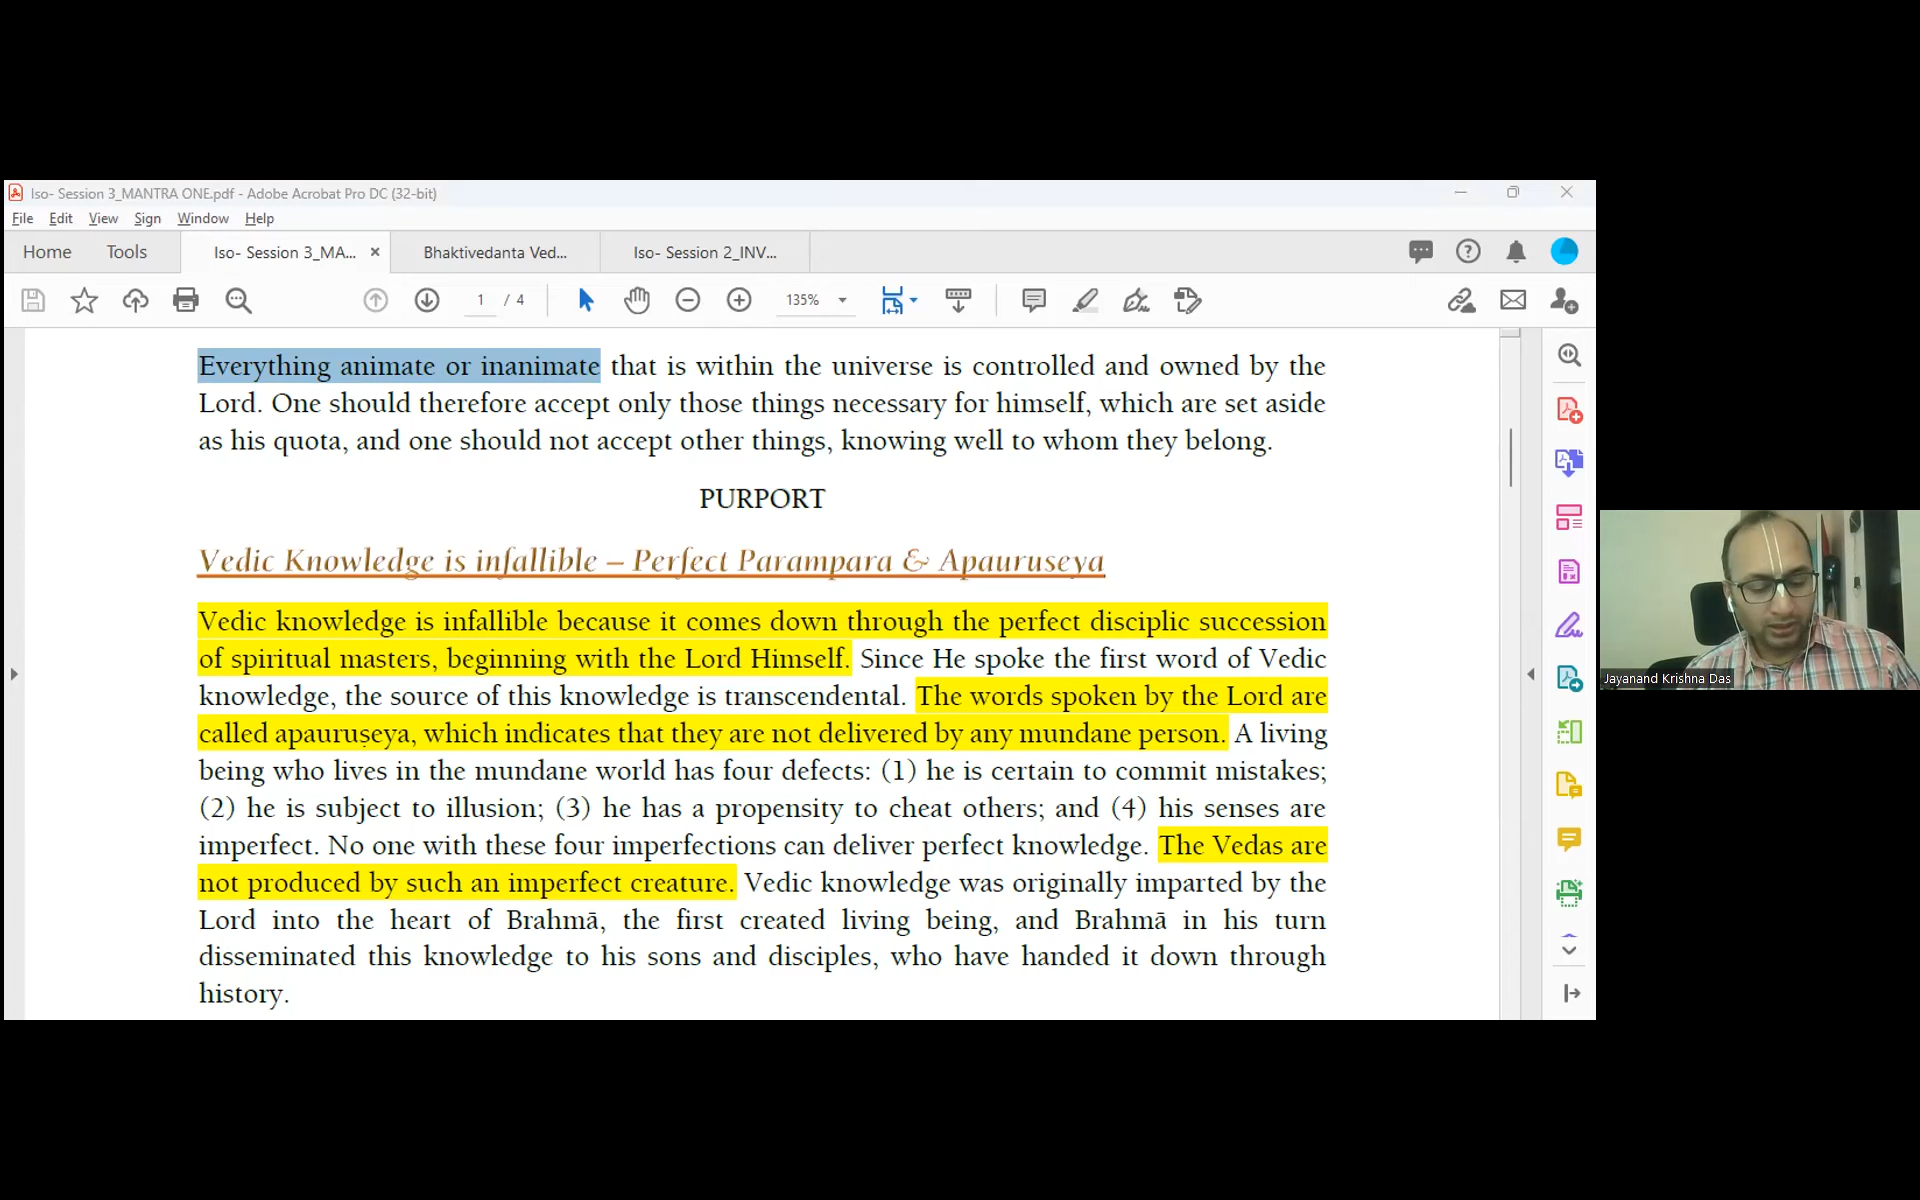 Iso- Session 3_MANTRA ONE.pdf - Adobe Acrobat Pro DC (32-bit)
File Edit View Sign Window Help
Home Tools Iso- Session 3_MA... × Bhaktivedanta Ved... Iso- Session 2_INV...
1 / 4 135%
Everything animate or inanimate that is within the universe is controlled and owned by the
Lord. One should therefore accept only those things necessary for himself, which are set aside
as his quota, and one should not accept other things, knowing well to whom they belong.
PURPORT
Vedic Knowledge is infallible – Perfect Parampara & Apauruseya
Vedic knowledge is infallible because it comes down through the perfect disciplic succession
of spiritual masters, beginning with the Lord Himself. Since He spoke the first word of Vedic
knowledge, the source of this knowledge is transcendental. The words spoken by the Lord are
called apauruṣeya, which indicates that they are not delivered by any mundane person. A living
being who lives in the mundane world has four defects: (1) he is certain to commit mistakes;
(2) he is subject to illusion; (3) he has a propensity to cheat others; and (4) his senses are
imperfect. No one with these four imperfections can deliver perfect knowledge. The Vedas are
not produced by such an imperfect creature. Vedic knowledge was originally imparted by the
Lord into the heart of Brahmā, the first created living being, and Brahmā in his turn
disseminated this knowledge to his sons and disciples, who have handed it down through
history.
Jayanand Krishna Das